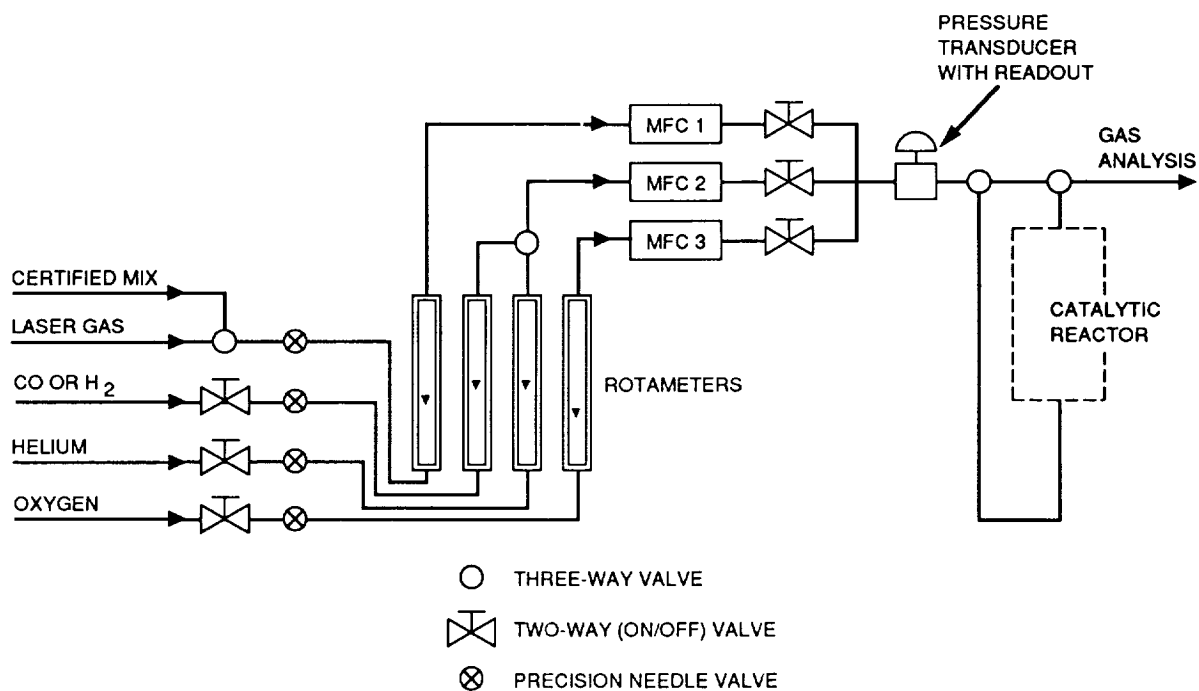 PRESSURE
TRANSDUCER
WITH READOUT
GAS
ANALYSIS
MFC 1
MFC 2
MFC 3
CERTIFIED MIX
LASER GAS
CO OR H2
HELIUM
OXYGEN
ROTAMETERS
CATALYTIC
REACTOR
THREE-WAY VALVE
TWO-WAY (ON/OFF) VALVE
PRECISION NEEDLE VALVE